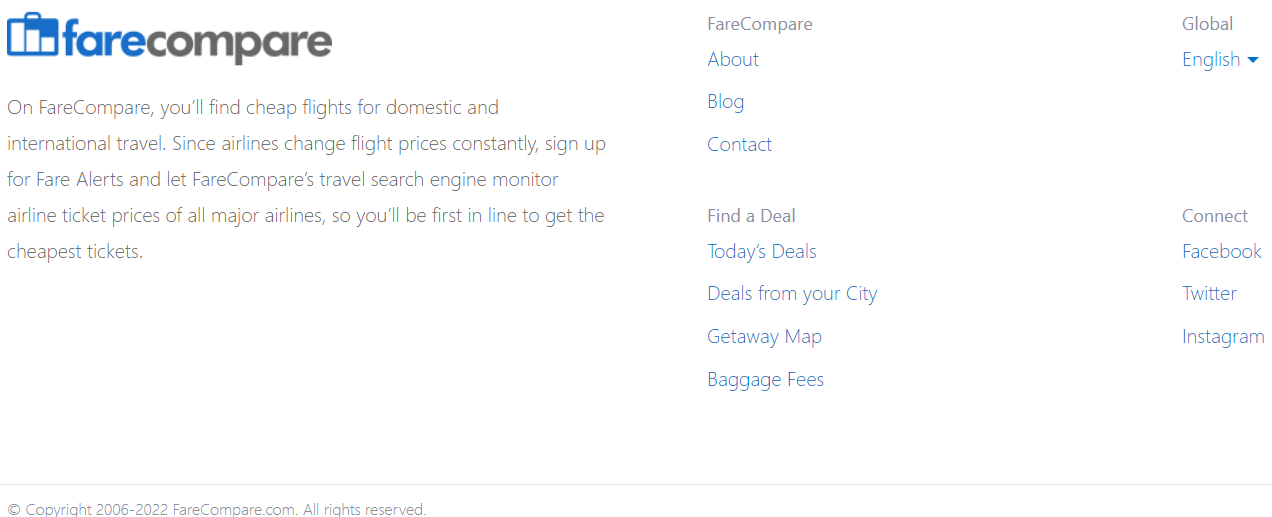 farecompare
On FareCompare, you'll find cheap flights for domestic and
international travel. Since airlines change flight prices constantly, sign up
for Fare Alerts and let FareCompare's travel search engine monitor
airline ticket prices of all major airlines, so you'll be first in line to get the
cheapest tickets.
FareCompare
About
Blog
Contact
Global
English
Find a Deal
Today's Deals
Deals from your City
Getaway Map
Baggage Fees
Connect
Facebook
Twitter
Instagram
© Copyright 2006-2022 FareCompare.com. All rights reserved.